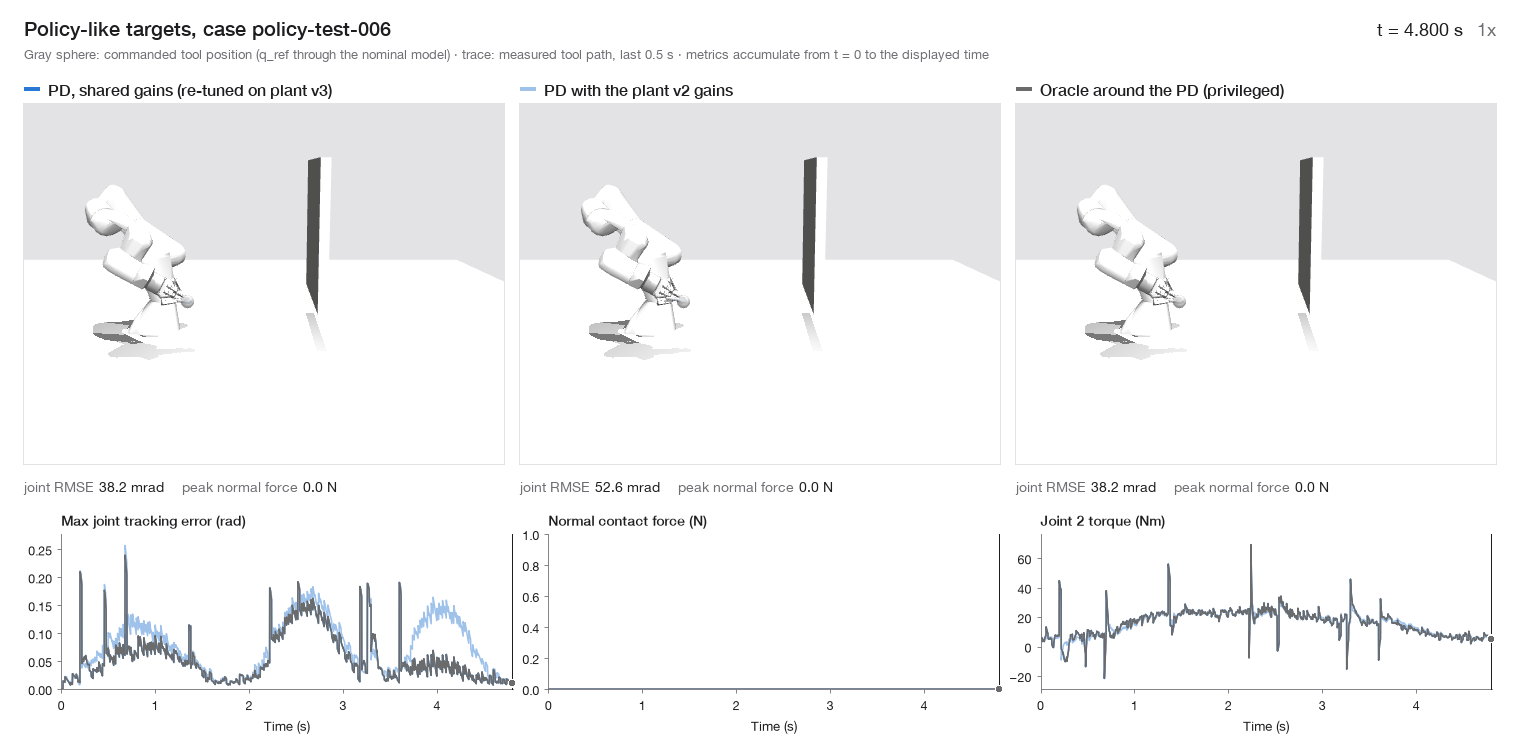 Policy-like targets, case policy-test-006
t = 4.800 s 1x
Gray sphere: commanded tool position (q_ref through the nominal model) · trace: measured tool path, last 0.5 s · metrics accumulate from t = 0 to the displayed time
PD, shared gains (re-tuned on plant v3)
PD with the plant v2 gains
Oracle around the PD (privileged)
joint RMSE 38.2 mrad peak normal force 0.0 N
joint RMSE 52.6 mrad peak normal force 0.0 N
joint RMSE 38.2 mrad peak normal force 0.0 N
Max joint tracking error (rad)
0.25
0.20
0.15
0.10
0.05
0.00
0 1 2 3 4
Time (s)
Normal contact force (N)
1.0
0.8
0.6
0.4
0.2
0.0
0 1 2 3 4
Time (s)
Joint 2 torque (Nm)
60
40
20
0
−20
0 1 2 3 4
Time (s)